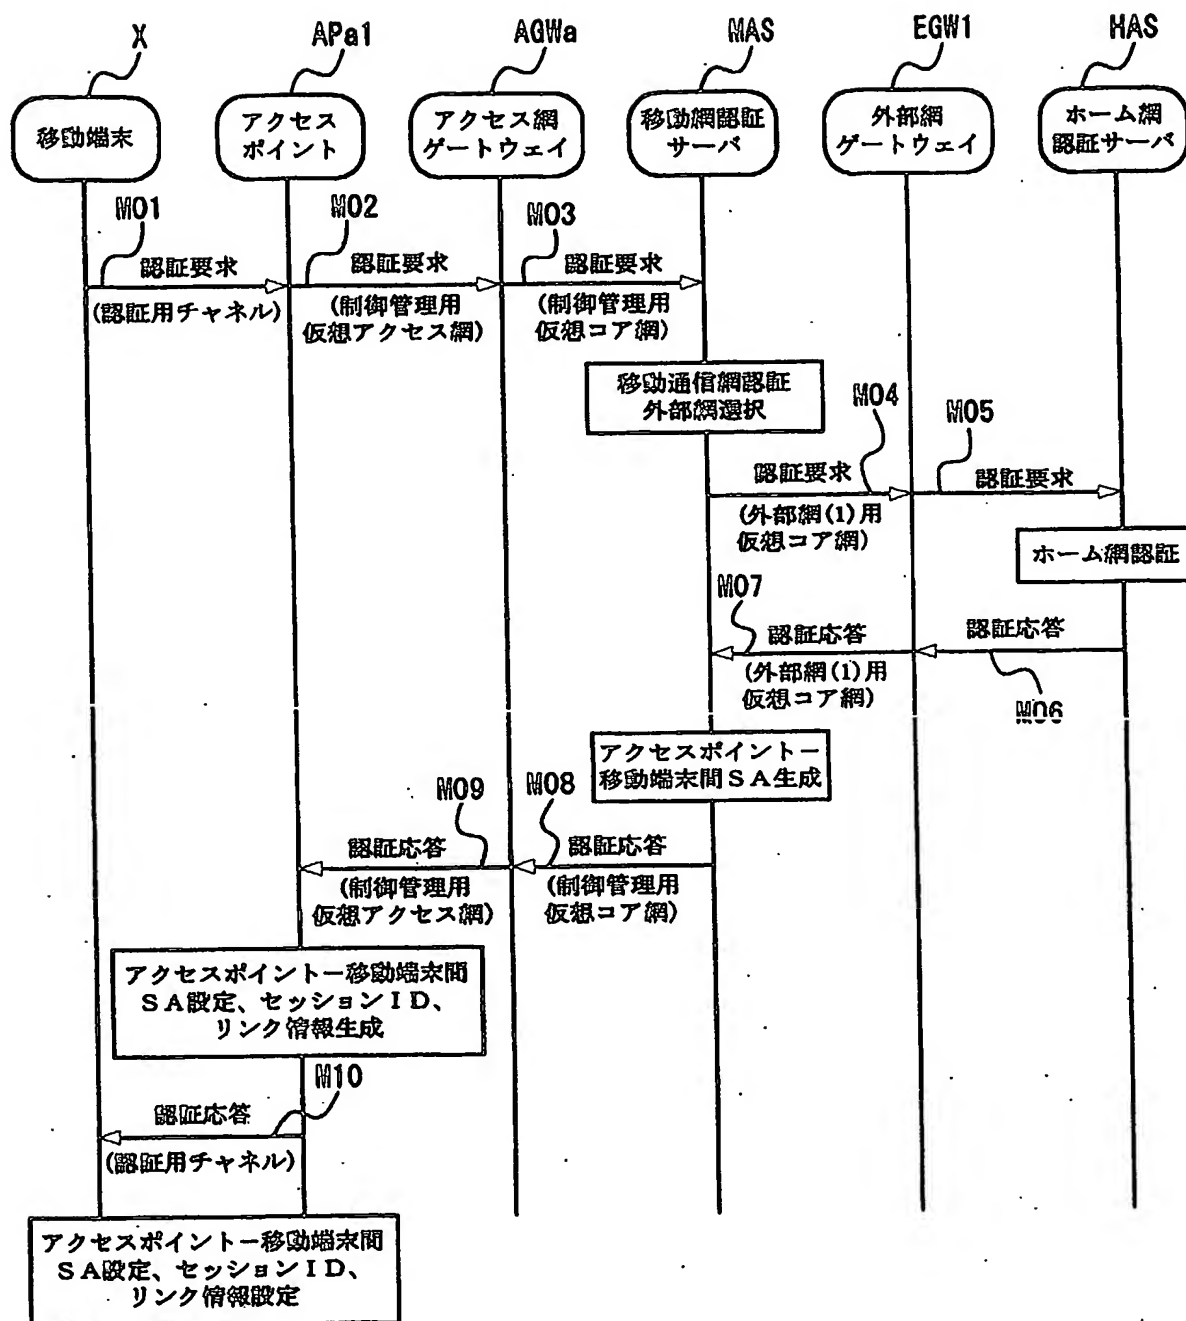 X
APa1
AGWa
MAS
EGW1
HAS
移動端末
アクセス
ポイント
アクセス網
ゲートウェイ
移動網認証
サーバ
外部網
ゲートウェイ
ホーム網
認証サーバ
M01
M02
M03
認証要求
認証要求
認証要求
(認証用チャネル)
(制御管理用
仮想アクセス網)
(制御管理用
仮想コア網)
移動通信網認証
外部網選択
M04
M05
認証要求
認証要求
(外部網(1)用
仮想コア網)
ホーム網認証
M07
認証応答
認証応答
(外部網(1)用
仮想コア網)
M06
アクセスポイントー
移動端末間SA生成
M09
M08
認証応答
認証応答
(制御管理用
仮想アクセス網)
(制御管理用
仮想コア網)
アクセスポイントー移動端末間
SA設定、セッションID、
リンク情報生成
M10
認証応答
(認証用チャネル)
アクセスポイントー移動端末間
SA設定、セッションID、
リンク情報設定